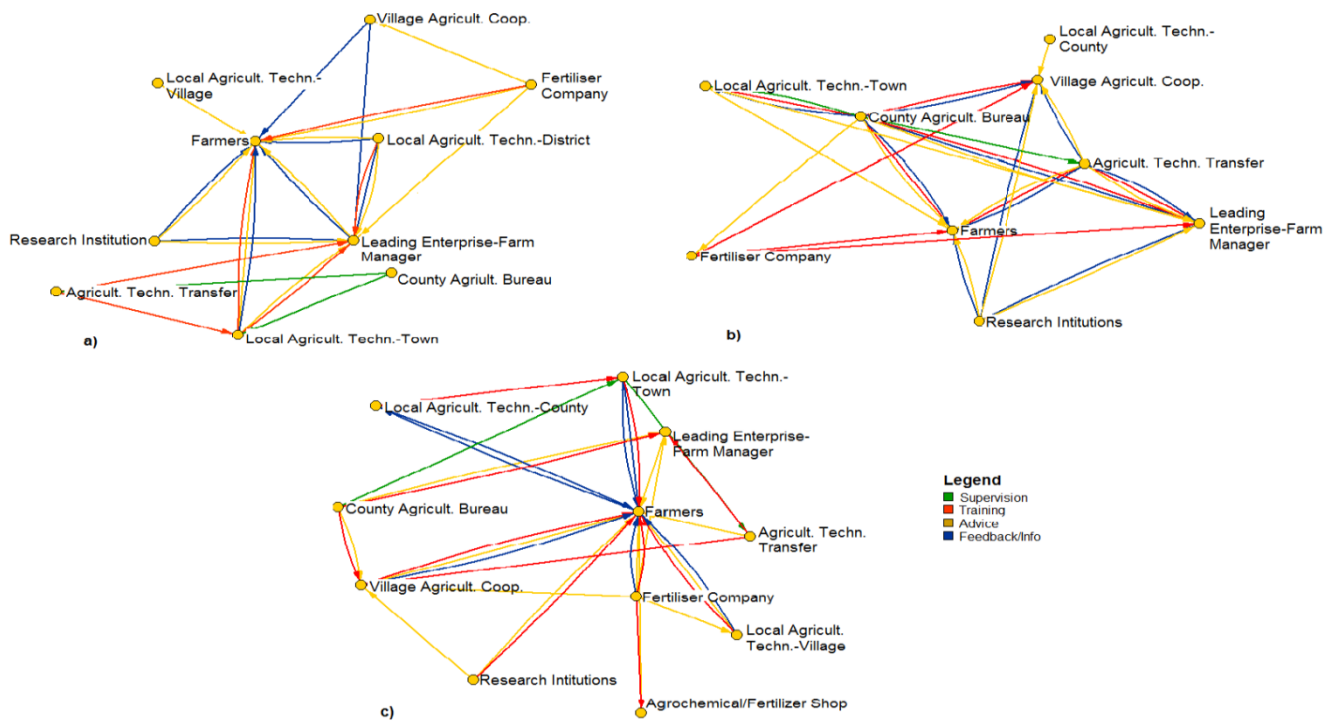 Village Agricult. Coop.
Local Agricult. Techn.-
Village
Fertiliser
Company
Farmers
Local Agricult. Techn.-District
Research Institution
Leading Enterprise-Farm
Manager
County Agriult. Bureau
Agricult. Techn. Transfer
Local Agricult. Techn.-Town
a)
Local Agricult. Techn.-
County
Local Agricult. Techn.-Town
Village Agricult. Coop.
County Agricult. Bureau
Agricult. Techn. Transfer
Leading
Enterprise-Farm
Manager
Farmers
Fertiliser Company
Research Intitutions
b)
Local Agricult. Techn.-
Town
Local Agricult. Techn.-County
Leading Enterprise-
Farm Manager
County Agricult. Bureau
Farmers
Agricult. Techn.
Transfer
Village Agricult. Coop.
Fertiliser Company
Local Agricult.
Techn.-Village
Research Intitutions
Agrochemical/Fertilizer Shop
c)
Legend
Supervision
Training
Advice
Feedback/Info